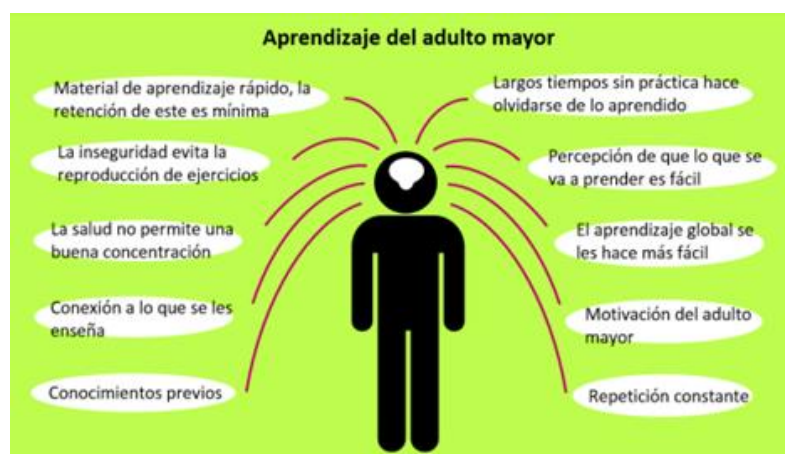 Aprendizaje del adulto mayor
Material de aprendizaje rápido, la
retención de este es mínima
La inseguridad evita la
reproducción de ejercicios
La salud no permite una
buena concentración
Conexión a lo que se les
enseña
Conocimientos previos
Largos tiempos sin práctica hace
olvidarse de lo aprendido
Percepción de que lo que se
va a prender es fácil
El aprendizaje global se
les hace más fácil
Motivación del adulto
mayor
Repetición constante